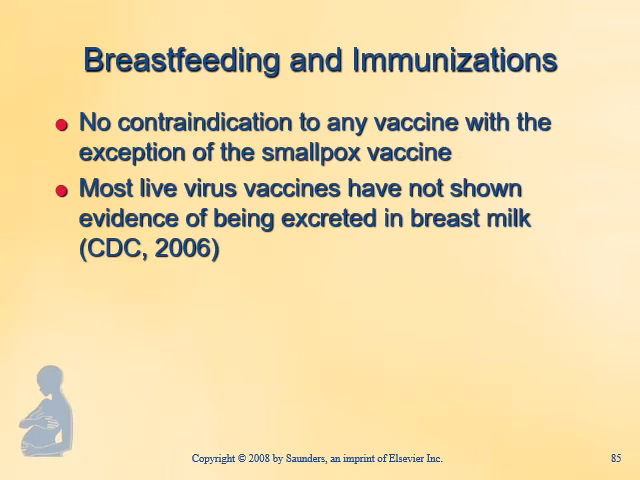 Breastfeeding and Immunizations
No contraindication to any vaccine with the
exception of the smallpox vaccine
Most live virus vaccines have not shown
evidence of being excreted in breast milk
(CDC, 2006)
Copyright © 2008 by Saunders, an imprint of Elsevier Inc.
85